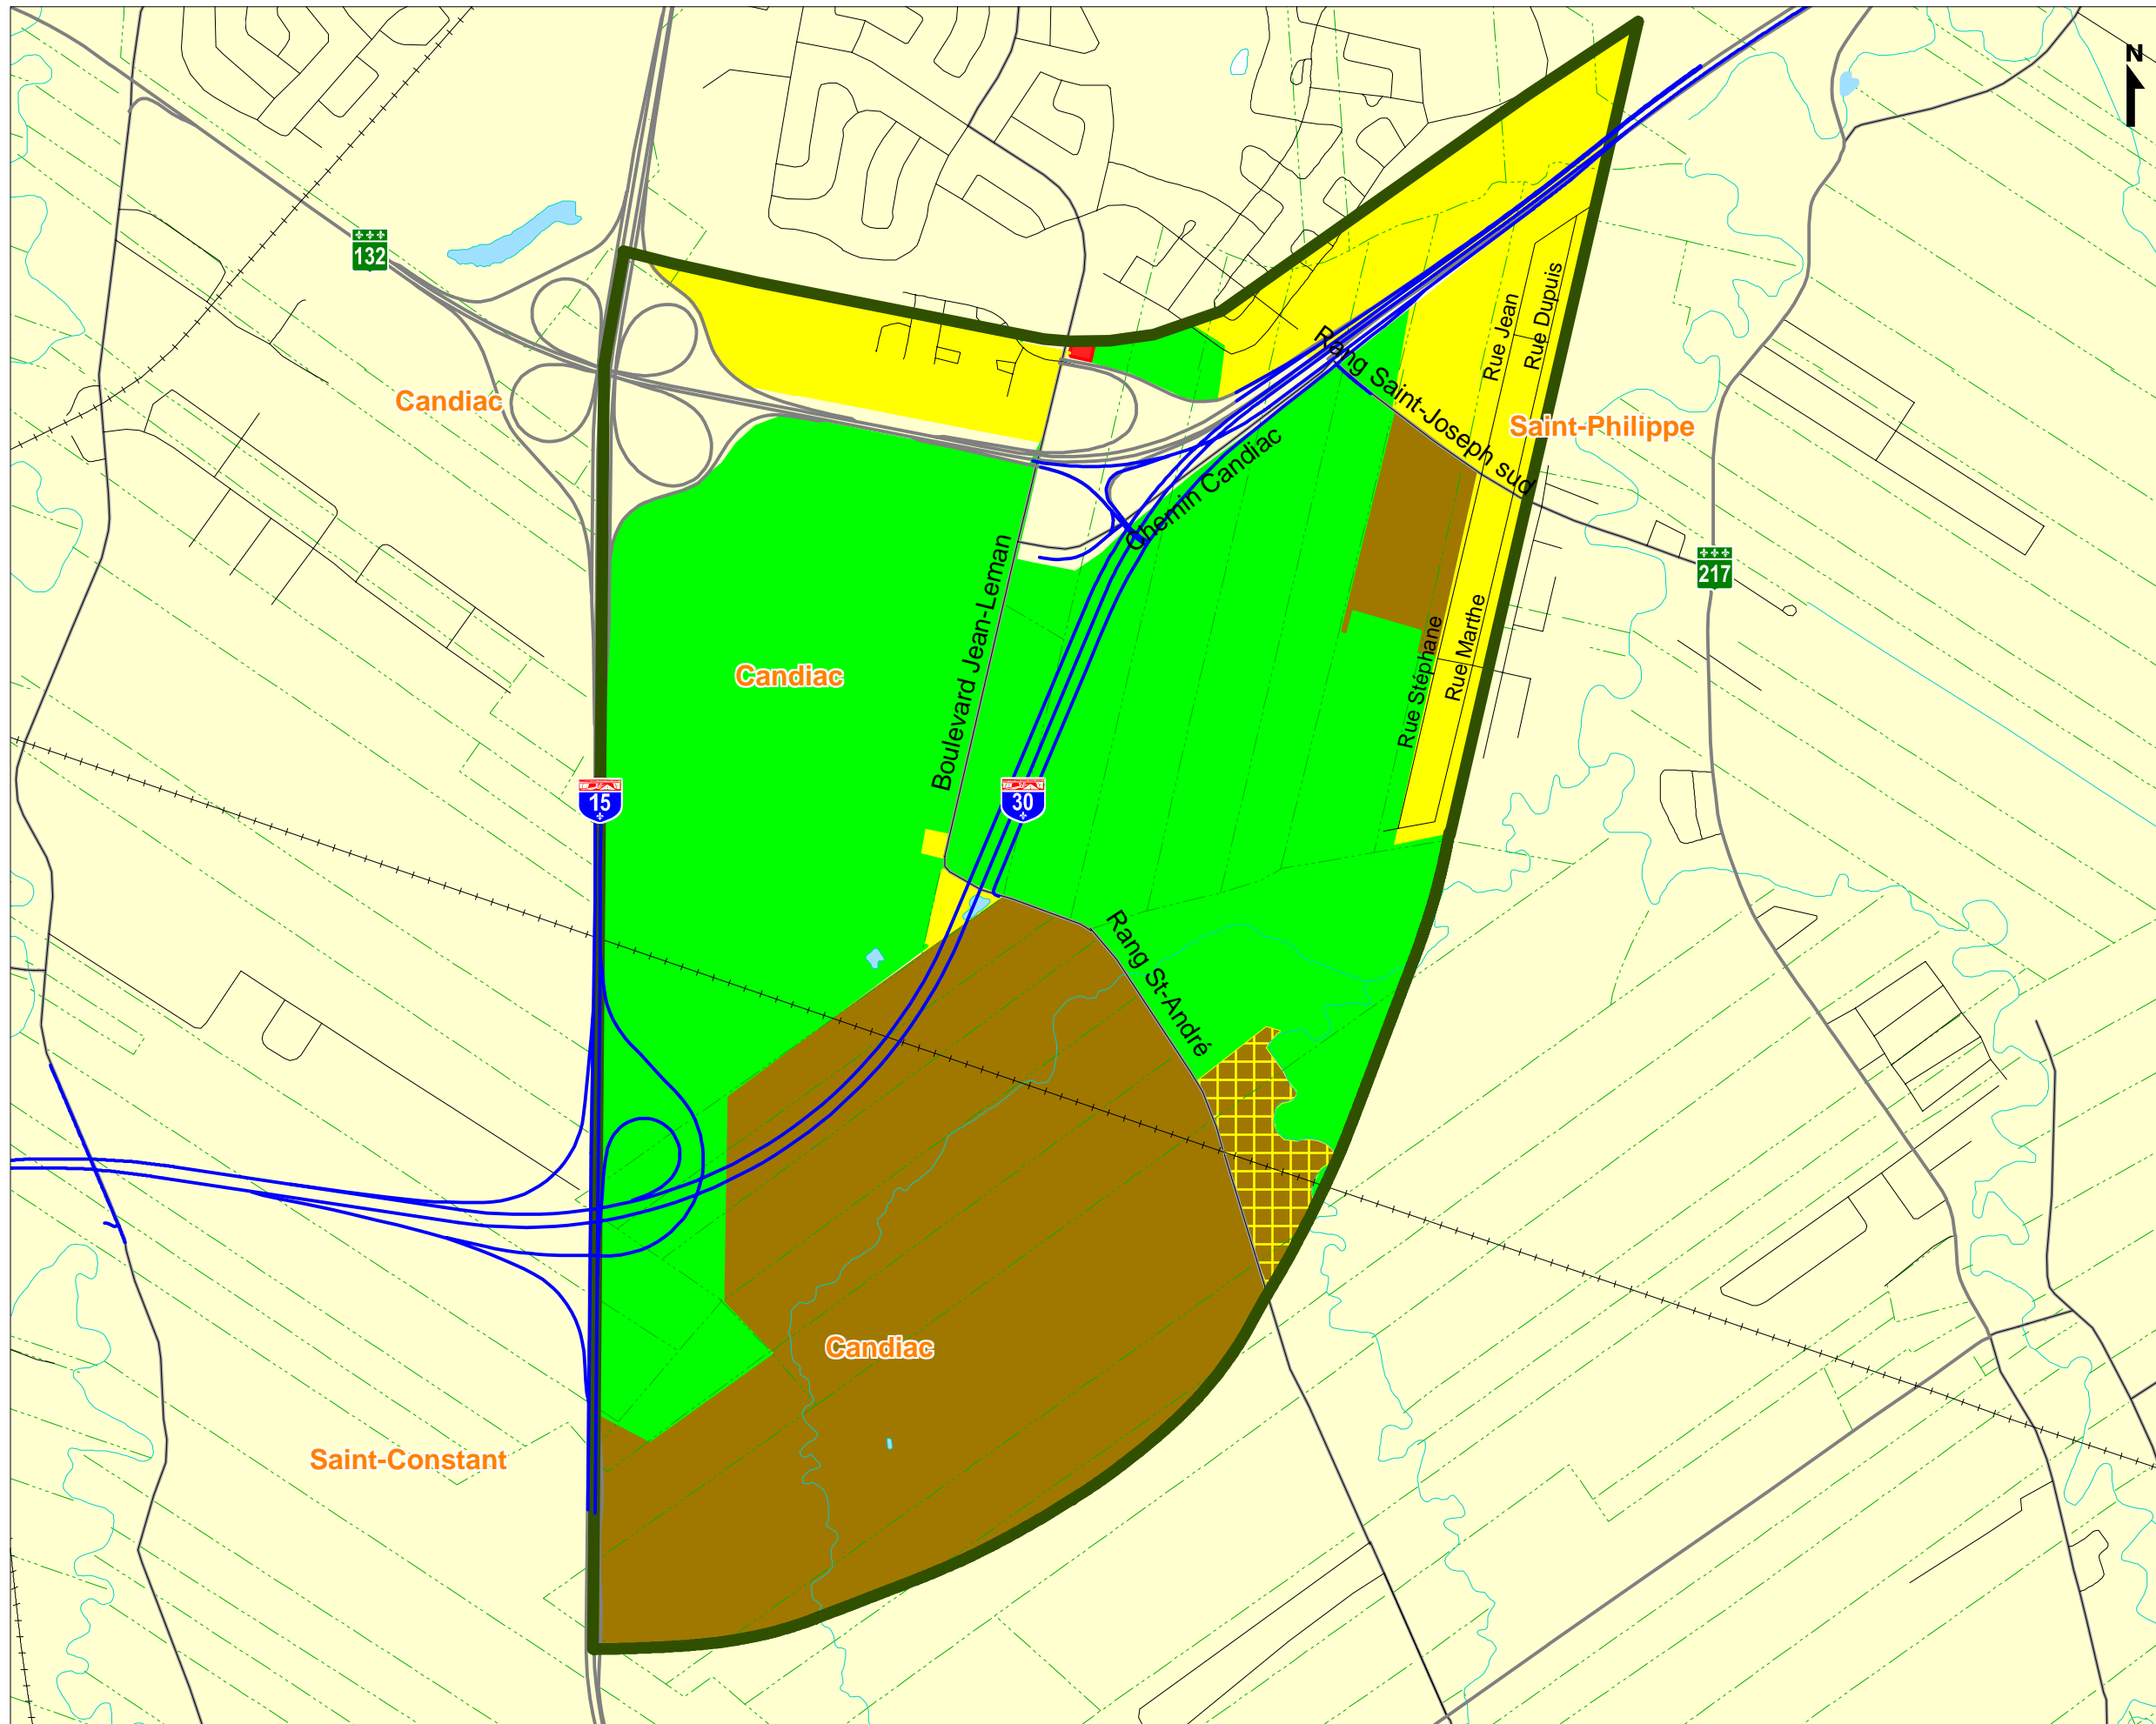 N
132
Candiac
Rue Jean
Rue Dupuis
Rang Saint-Joseph sud
Saint-Philippe
Chemin Candiac
217
Boulevard Jean-Leman
Candiac
Rue Stéphane
Rue Marthe
15
30
Rang St-André
Candiac
Saint-Constant